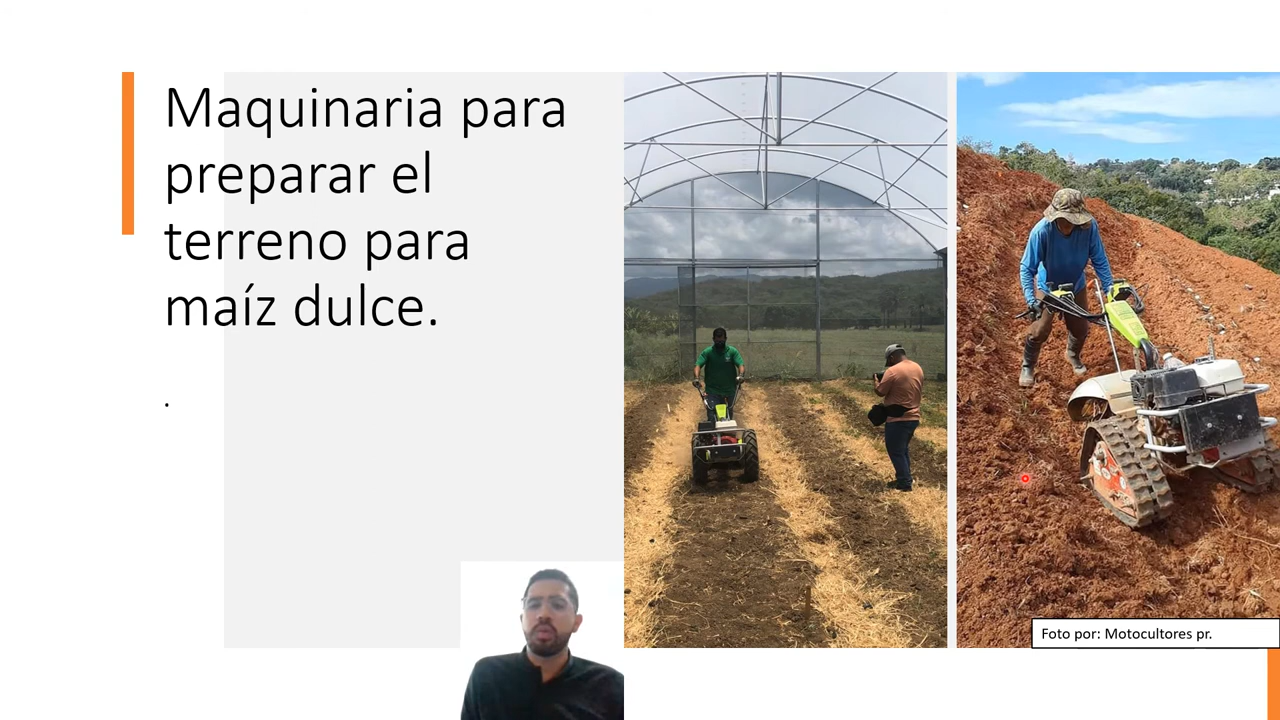 Maquinaria para
preparar el
terreno para
maíz dulce.
.
Foto por: Motocultores pr.